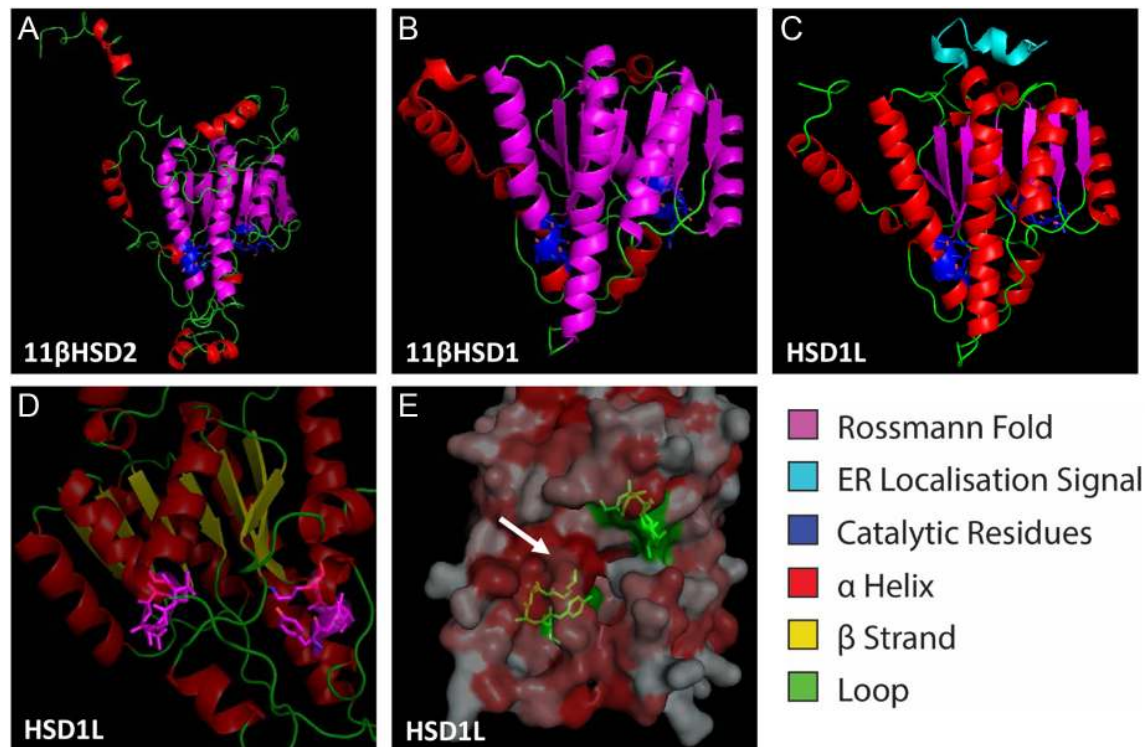 A
B
C
11βHSD2
11βHSD1
HSD1L
D
E
HSD1L
HSD1L
Rossmann Fold
ER Localisation Signal
Catalytic Residues
α Helix
β Strand
Loop